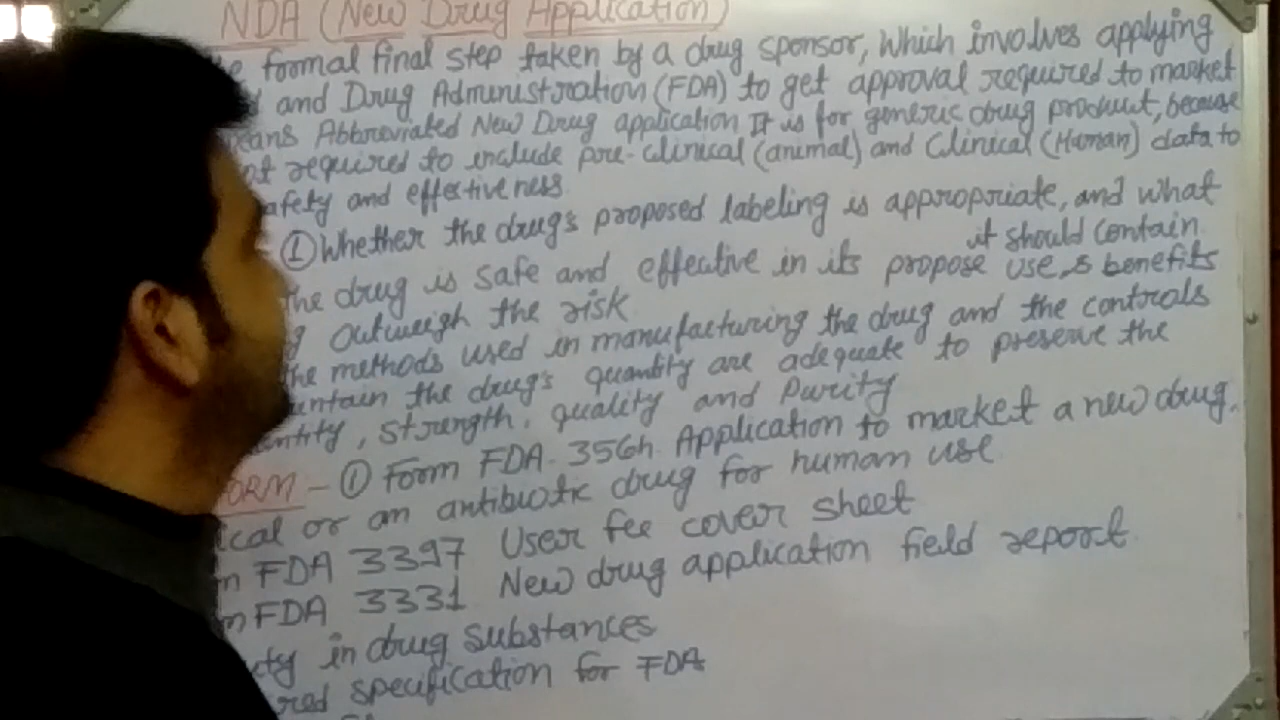 NDA (New Drug Application)
formal final step taken by a drug sponsor, Which involves applying
and Drug Administration (FDA) to get approval required to market
Abbreviated New Drug application It is for generic drug product, because
required to include pre-clinical (animal) and Clinical (Human) data to
and effectiveness
① Whether the drug's proposed labeling is appropriate, and what
it should contain.
the drug is safe and effective in its propose use, & benefits
outweigh the risk
the methods used in manufacturing the drug and the controls
the drug's quantity are adequate to preserve the
strength, quality and Purity
FORM - ① Form FDA- 356h. Application to market a new drug,
or an antibiotic drug for human use
FDA 3397 User fee cover sheet
FDA 3331 New drug application field report
in drug substances
specification for FDA